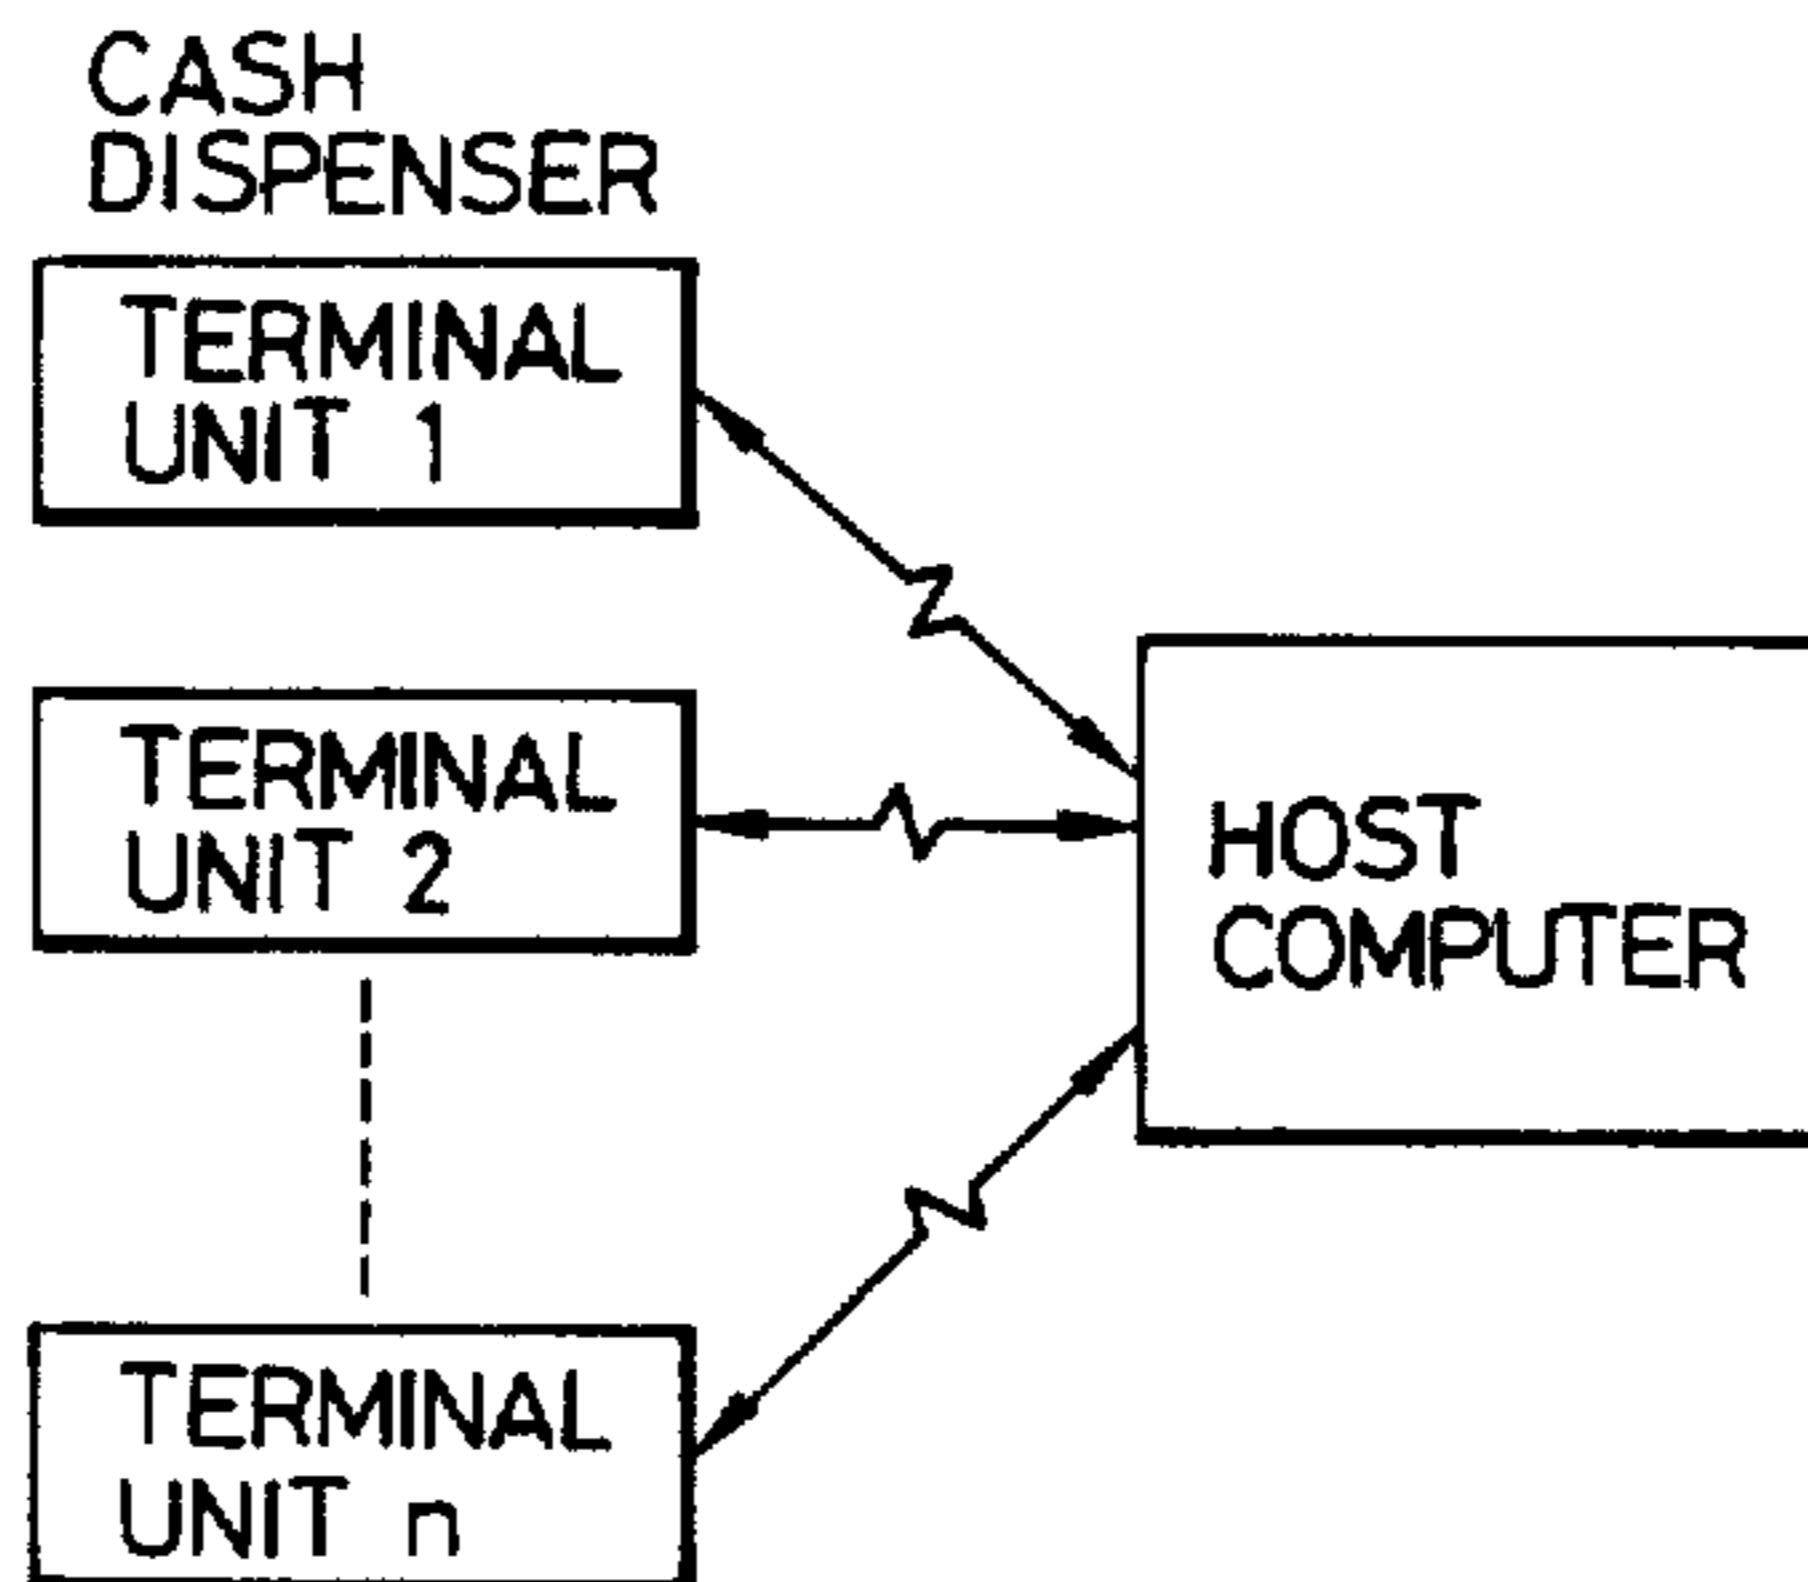 CASH
DISPENSER
TERMINAL
UNIT 1
TERMINAL
UNIT 2
HOST
COMPUTER
TERMINAL
UNIT n